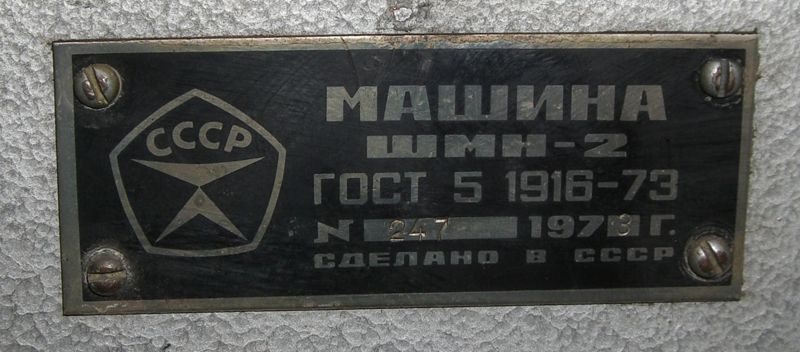 СССР
МАШИНА
ШМН-2
ГОСТ 5 1916-73
N 247 1978 Г.
СДЕЛАНО В СССР